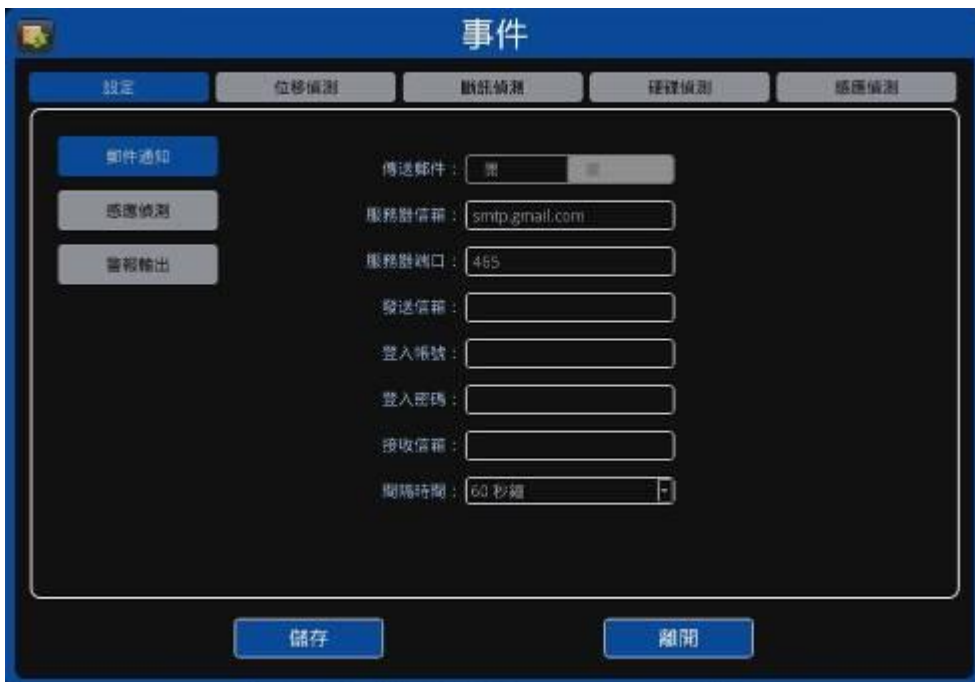 事件
設定 位移偵測 斷訊偵測 硬碟偵測 感應偵測
郵件通知
感應偵測
警報輸出
傳送郵件：
服務器信箱： smtp.gmail.com
服務器端口： 465
發送信箱：
登入帳號：
登入密碼：
接收信箱：
間隔時間： 60 秒鐘
儲存 離開